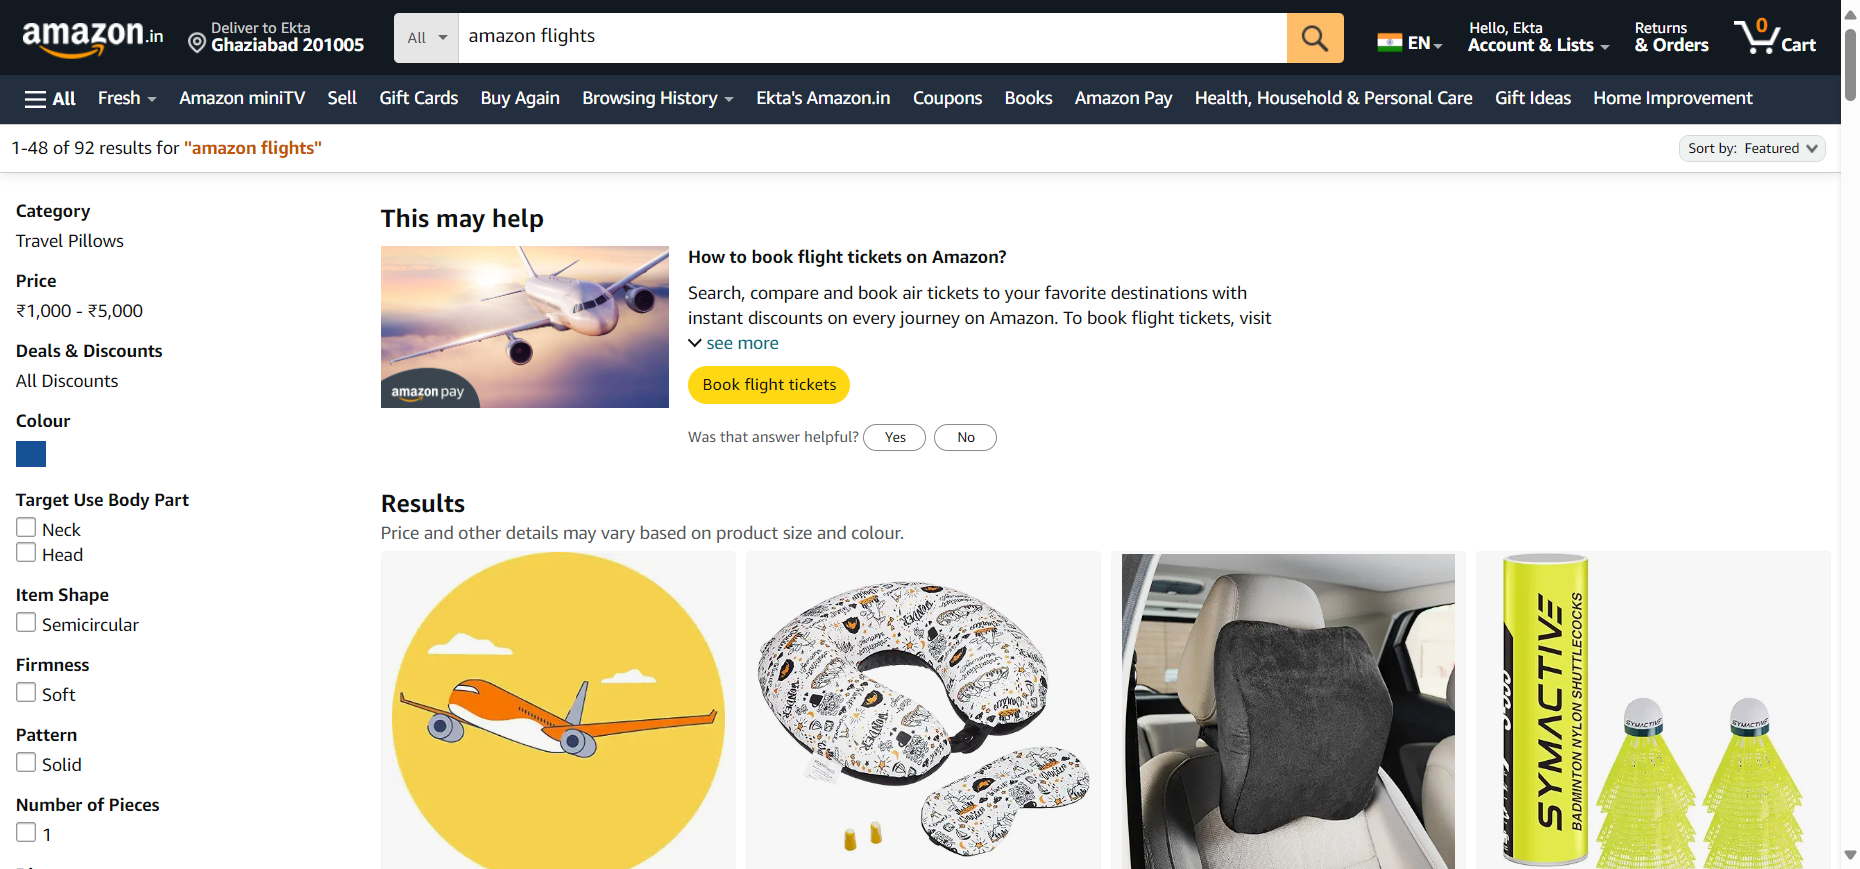 amazon.in
Deliver to Ekta
Ghaziabad 201005
All
amazon flights
EN
Hello, Ekta
Account & Lists
Returns
& Orders
0
Cart
All
Fresh
Amazon miniTV
Sell
Gift Cards
Buy Again
Browsing History
Ekta's Amazon.in
Coupons
Books
Amazon Pay
Health, Household & Personal Care
Gift Ideas
Home Improvement
1-48 of 92 results for "amazon flights"
Sort by: Featured
Category
Travel Pillows
Price
₹1,000 - ₹5,000
Deals & Discounts
All Discounts
Colour
Target Use Body Part
Neck
Head
Item Shape
Semicircular
Firmness
Soft
Pattern
Solid
Number of Pieces
1
This may help
amazon pay
How to book flight tickets on Amazon?
Search, compare and book air tickets to your favorite destinations with
instant discounts on every journey on Amazon. To book flight tickets, visit
see more
Book flight tickets
Was that answer helpful?
Yes
No
Results
Price and other details may vary based on product size and colour.
SYMACTIVE
BADMINTON NYLON SHUTTLECOCKS
SYMACTIVE
SYMACTIVE